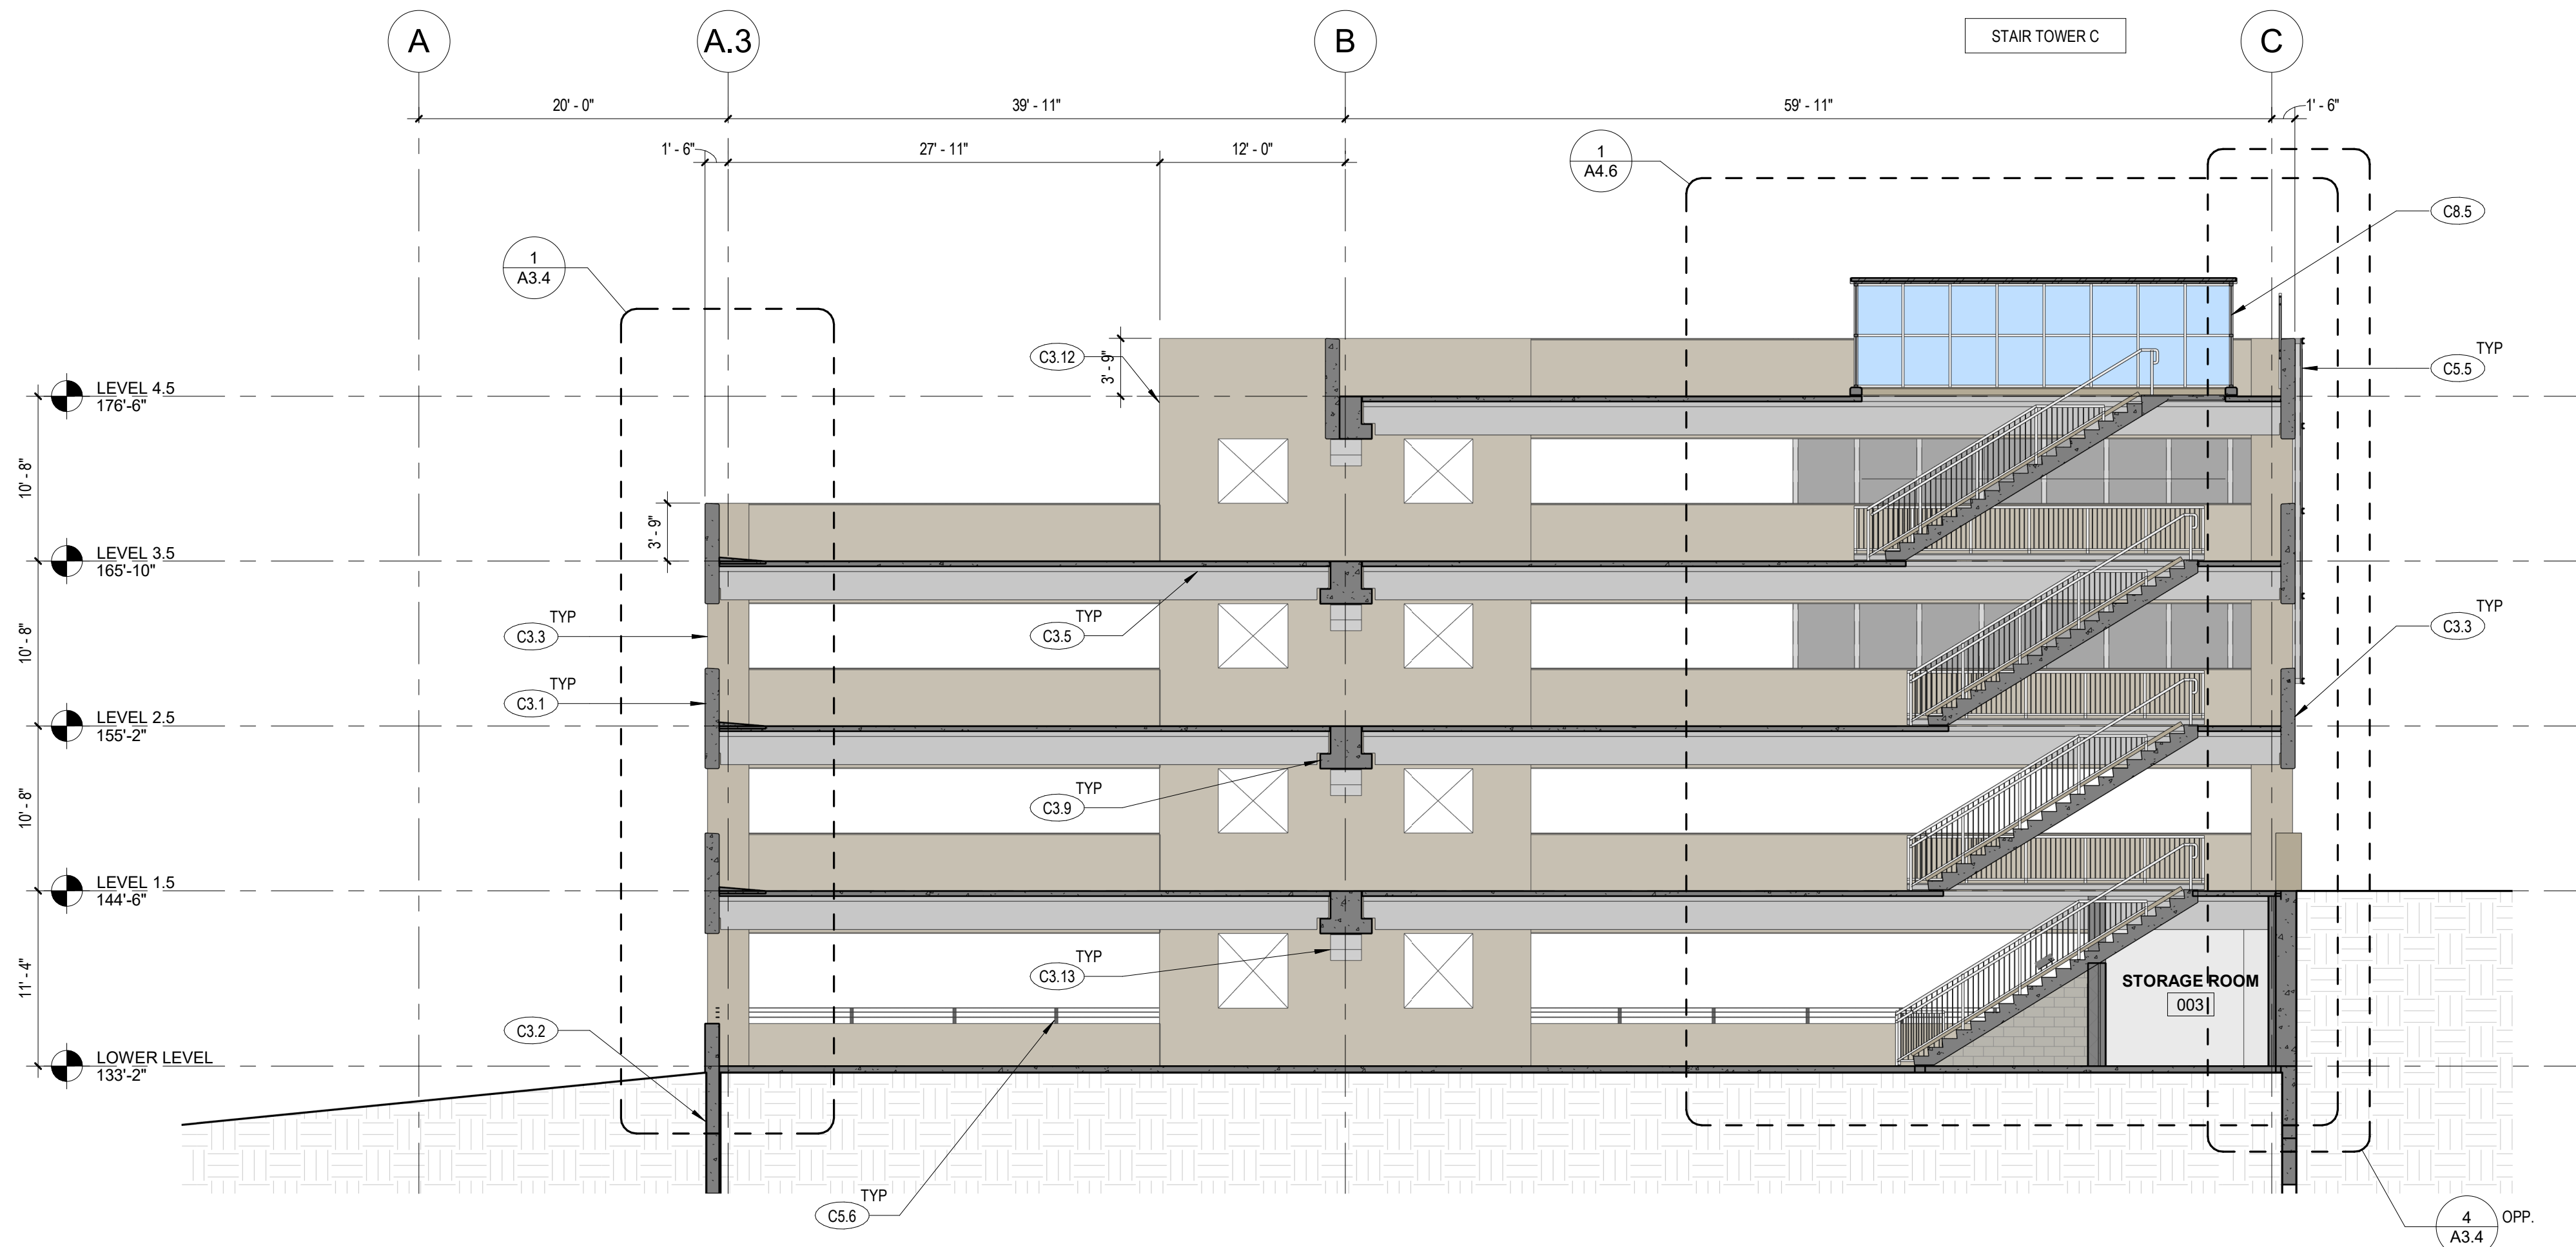 A
A.3
B
STAIR TOWER C
C
20' - 0"
39' - 11"
59' - 11"
1' - 6"
1' - 6"
27' - 11"
12' - 0"
1
A4.6
C8.5
1
A3.4
C3.12
3' - 9"
TYP
C5.5
LEVEL 4.5
176'-6"
10' - 8"
3' - 9"
LEVEL 3.5
165'-10"
TYP
C3.3
TYP
C3.5
TYP
C3.3
10' - 8"
TYP
C3.1
LEVEL 2.5
155'-2"
TYP
C3.9
10' - 8"
LEVEL 1.5
144'-6"
TYP
C3.13
11' - 4"
STORAGE ROOM
003
C3.2
LOWER LEVEL
133'-2"
TYP
C5.6
4
A3.4
OPP.